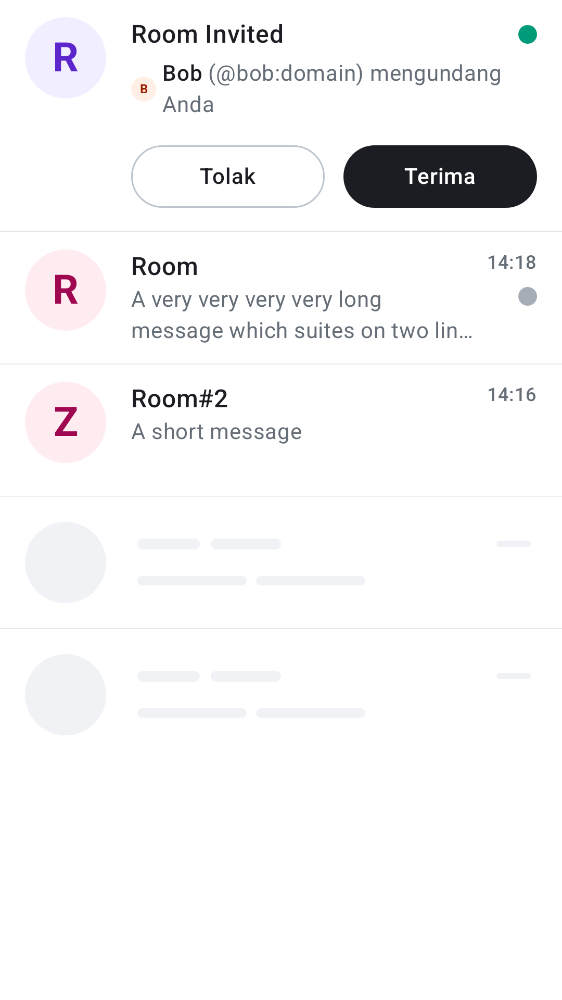 R
Room Invited
B
Bob (@bob:domain) mengundang
Anda
Tolak
Terima
R
Room
14:18
A very very very very long
message which suites on two lin…
Z
Room#2
14:16
A short message